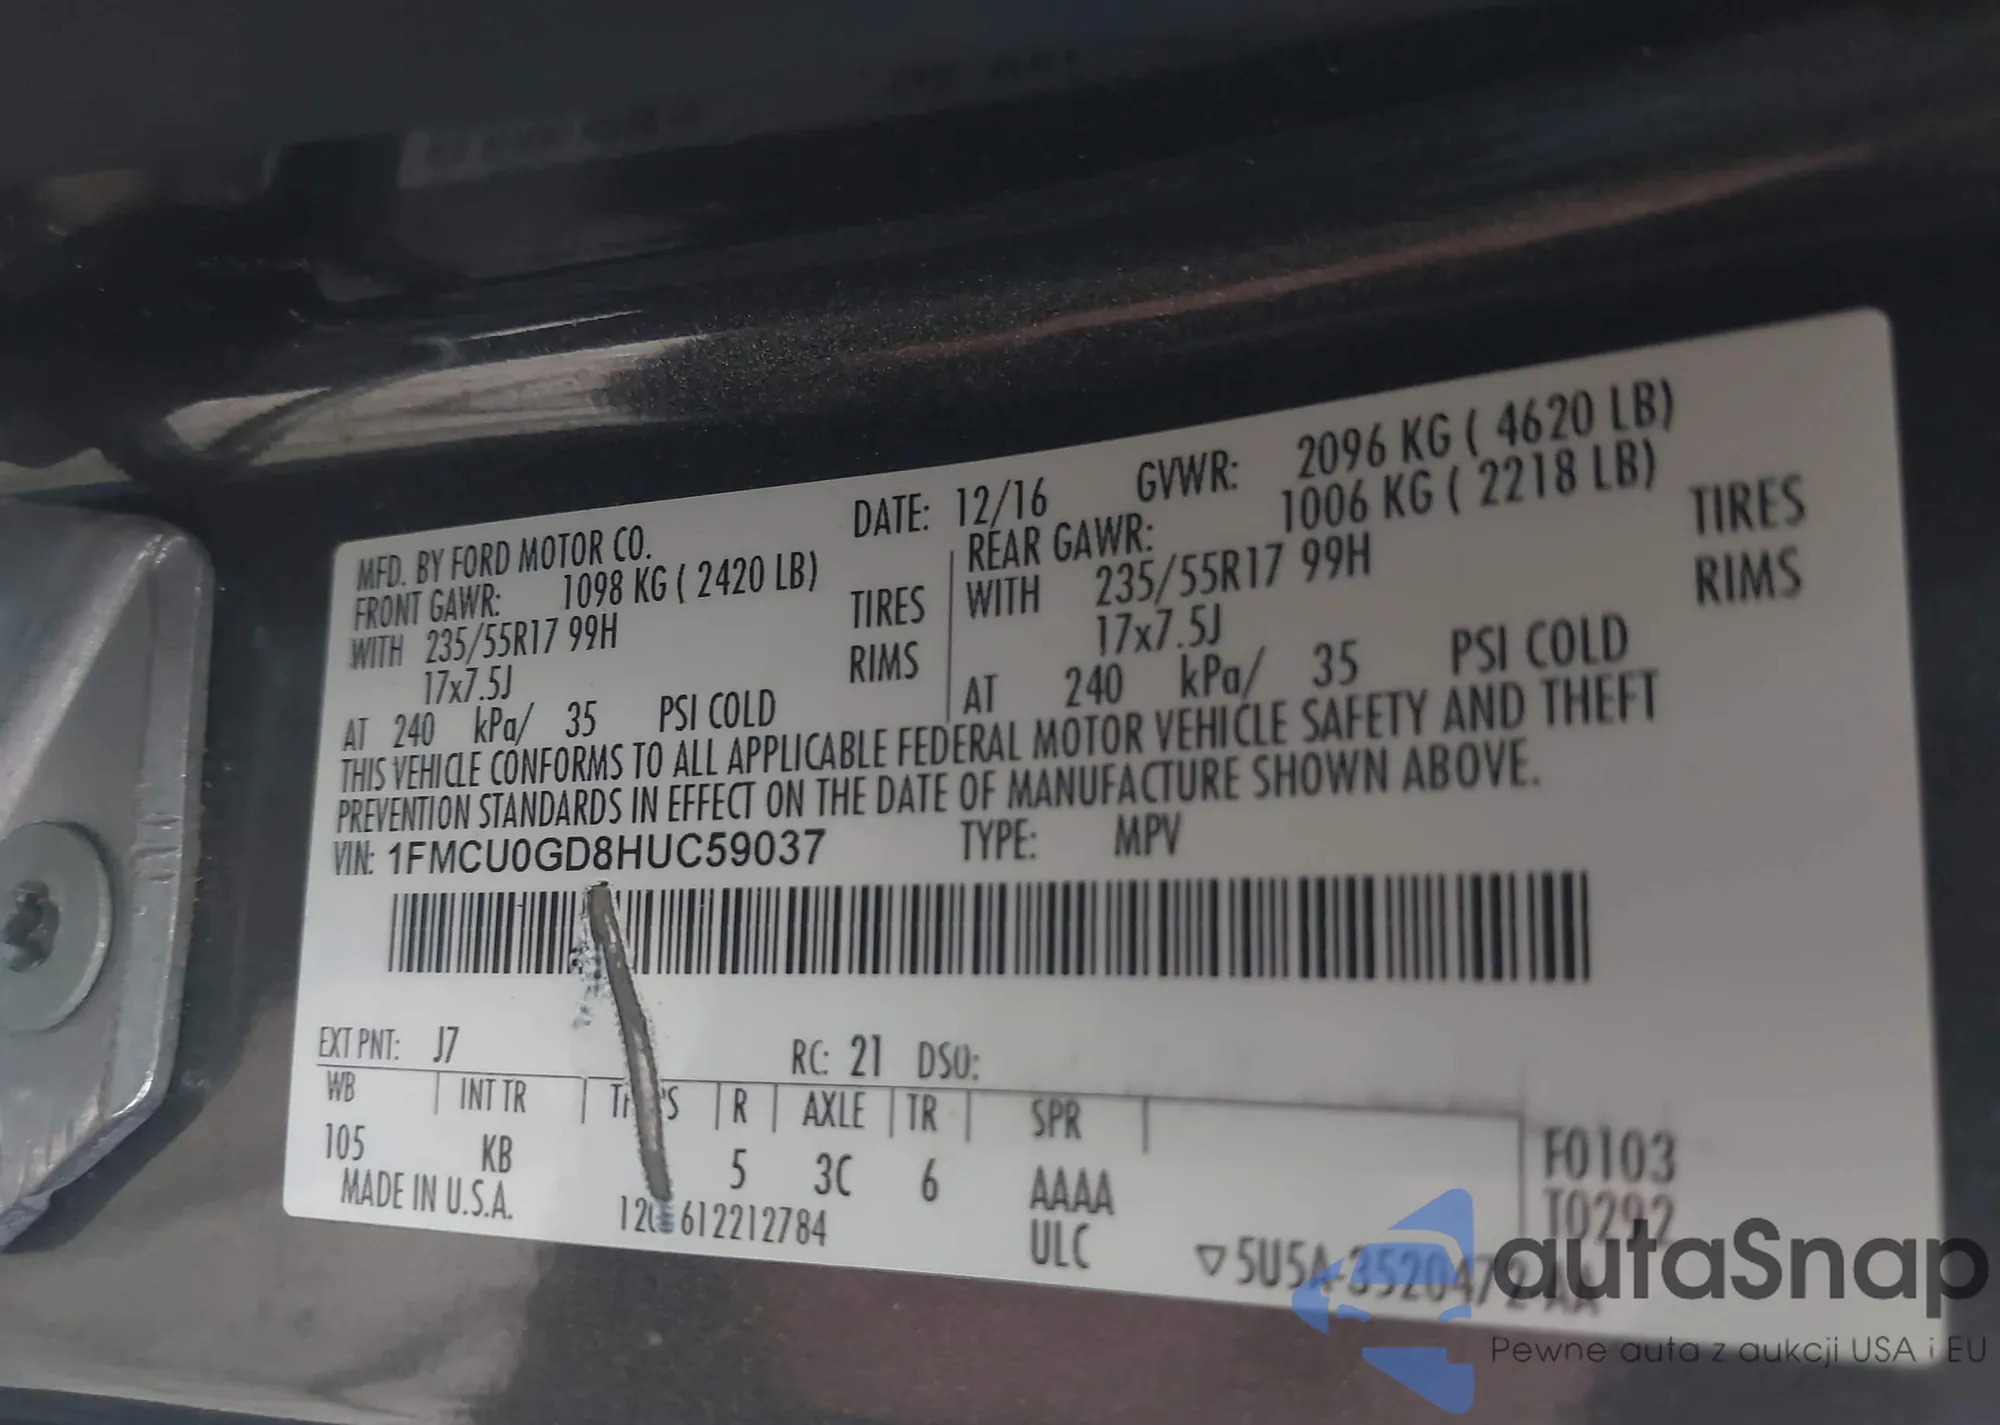 MFD. BY FORD MOTOR CO. DATE: 12/16 GVWR: 2096 KG ( 4620 LB)
FRONT GAWR: 1098 KG ( 2420 LB) REAR GAWR: 1006 KG ( 2218 LB)
WITH 235/55R17 99H TIRES WITH 235/55R17 99H TIRES
17x7.5J RIMS 17x7.5J RIMS
AT 240 kPa/ 35 PSI COLD AT 240 kPa/ 35 PSI COLD
THIS VEHICLE CONFORMS TO ALL APPLICABLE FEDERAL MOTOR VEHICLE SAFETY AND THEFT
PREVENTION STANDARDS IN EFFECT ON THE DATE OF MANUFACTURE SHOWN ABOVE.
VIN: 1FMCU0GD8HUC59037 TYPE: MPV
EXT PNT: J7 RC: 21 DSO:
WB INT TR R AXLE TR SPR F0103
105 KB 5 3C 6 AAAA T0292
MADE IN U.S.A. 612212784 ULC
▽5U5A-3520472-AA
autaSnap
Pewne auta z aukcji USA i EU